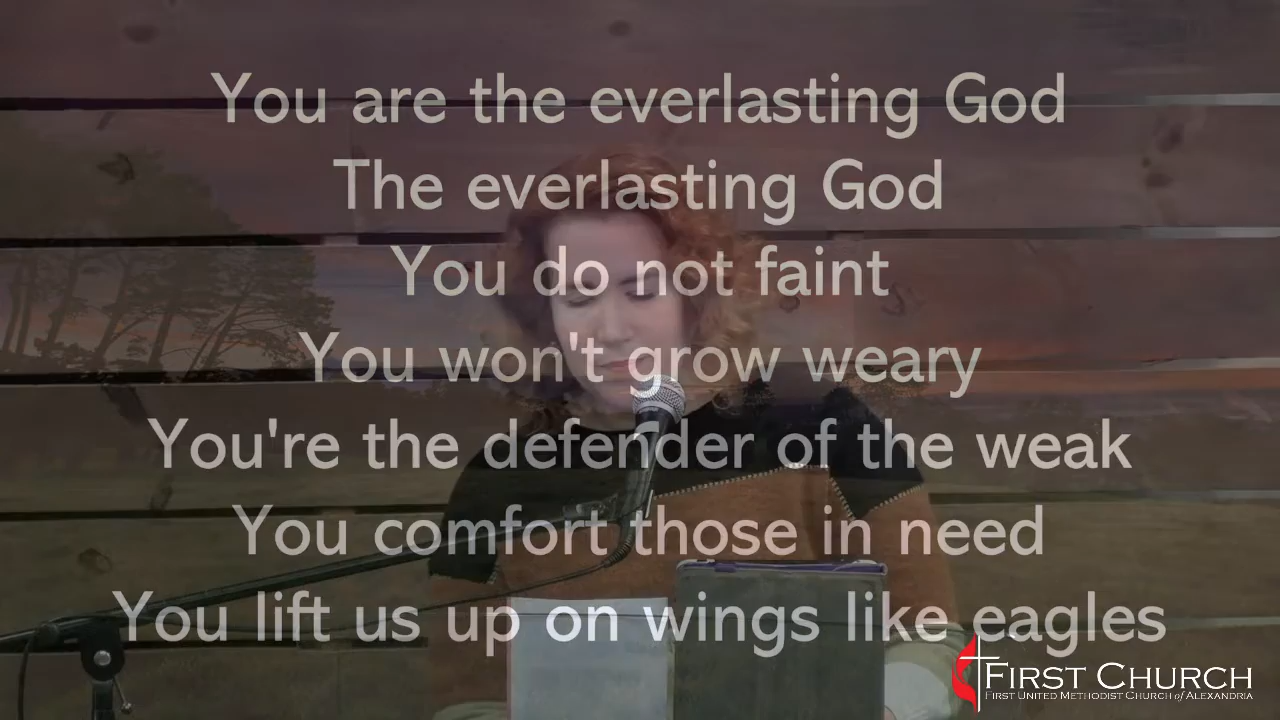 You are the everlasting God
The everlasting God
You do not faint
You won't grow weary
You're the defender of the weak
You comfort those in need
You lift us up on wings like eagles
FIRST CHURCH
FIRST UNITED METHODIST CHURCH of ALEXANDRIA